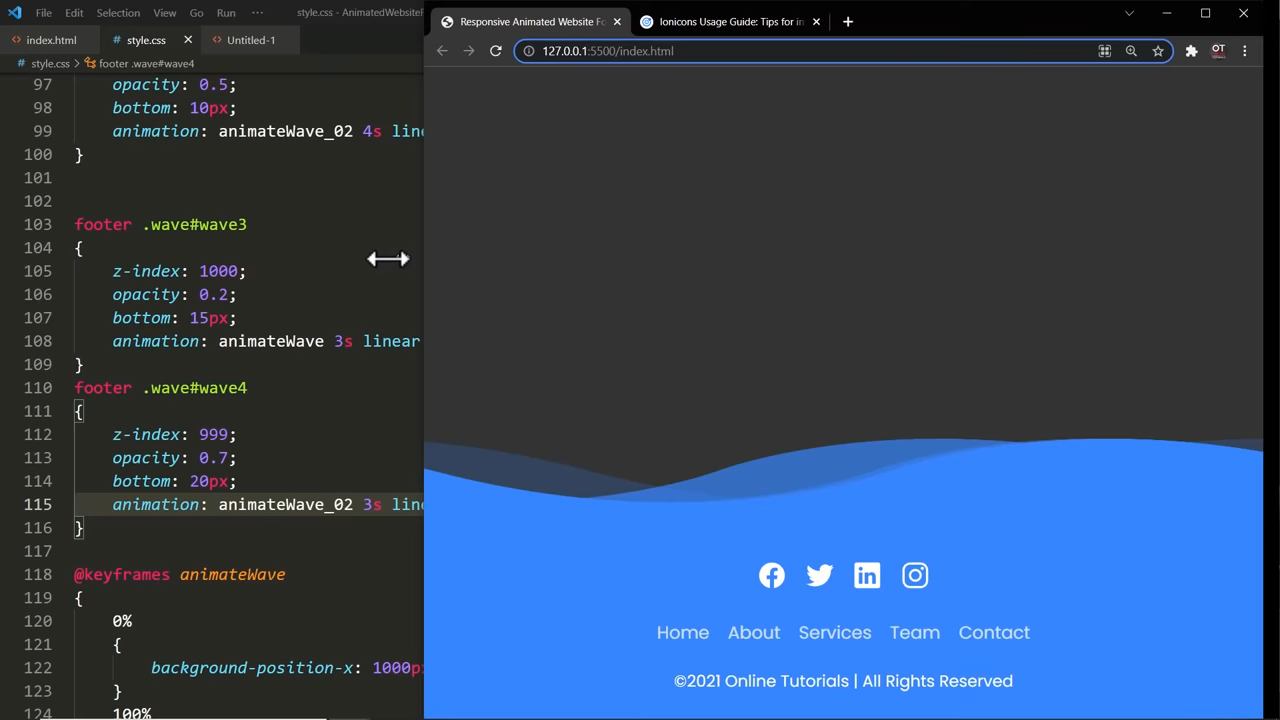 File Edit Selection View Go Run ··· style.css - AnimatedWebsiteF
index.html style.css Untitled-1
style.css > footer .wave#wave4
97 opacity: 0.5;
98 bottom: 10px;
99 animation: animateWave_02 4s line
100 }
101
102
103 footer .wave#wave3
104 {
105 z-index: 1000;
106 opacity: 0.2;
107 bottom: 15px;
108 animation: animateWave 3s linear
109 }
110 footer .wave#wave4
111 {
112 z-index: 999;
113 opacity: 0.7;
114 bottom: 20px;
115 animation: animateWave_02 3s line
116 }
117
118 @keyframes animateWave
119 {
120 0%
121 {
122 background-position-x: 1000px
123 }
124 100%
Responsive Animated Website Fo Ionicons Usage Guide: Tips for in
127.0.0.1:5500/index.html OT
Home About Services Team Contact
©2021 Online Tutorials | All Rights Reserved